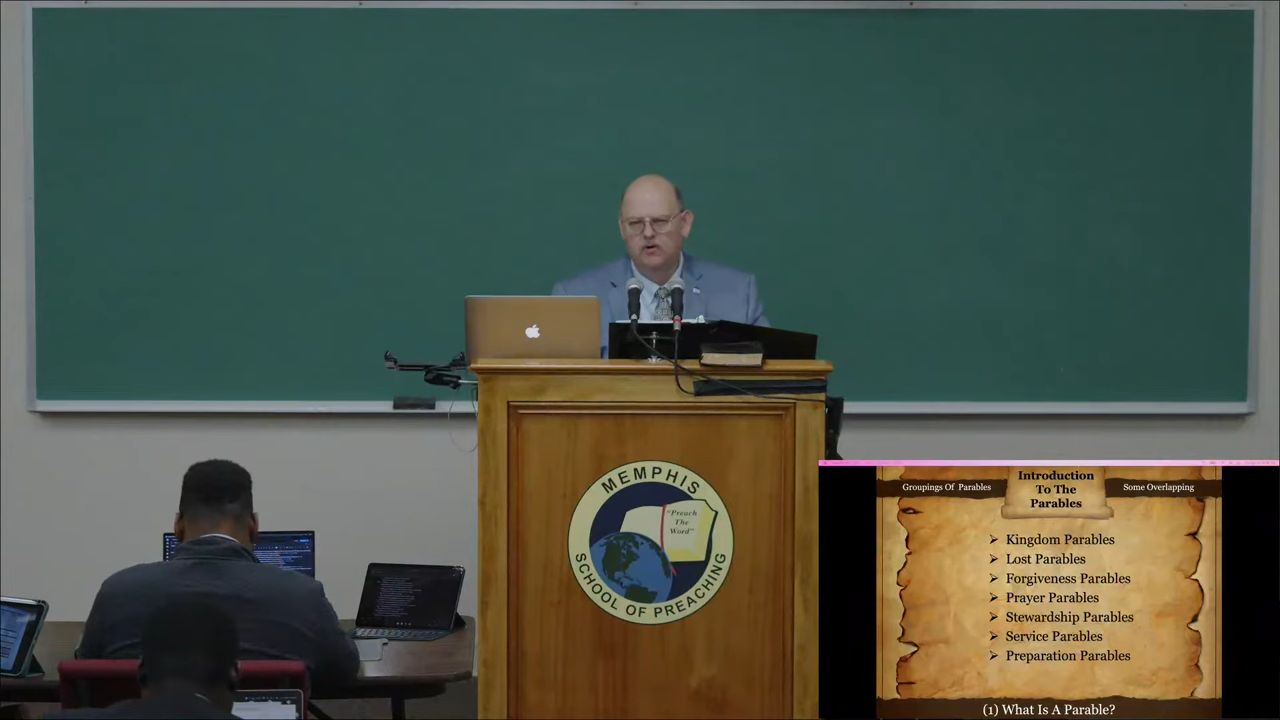 MEMPHIS
"Preach
The
Word"
SCHOOL OF PREACHING
Groupings Of Parables
Introduction
To The
Parables
Some Overlapping
Kingdom Parables
Lost Parables
Forgiveness Parables
Prayer Parables
Stewardship Parables
Service Parables
Preparation Parables
(1) What Is A Parable?